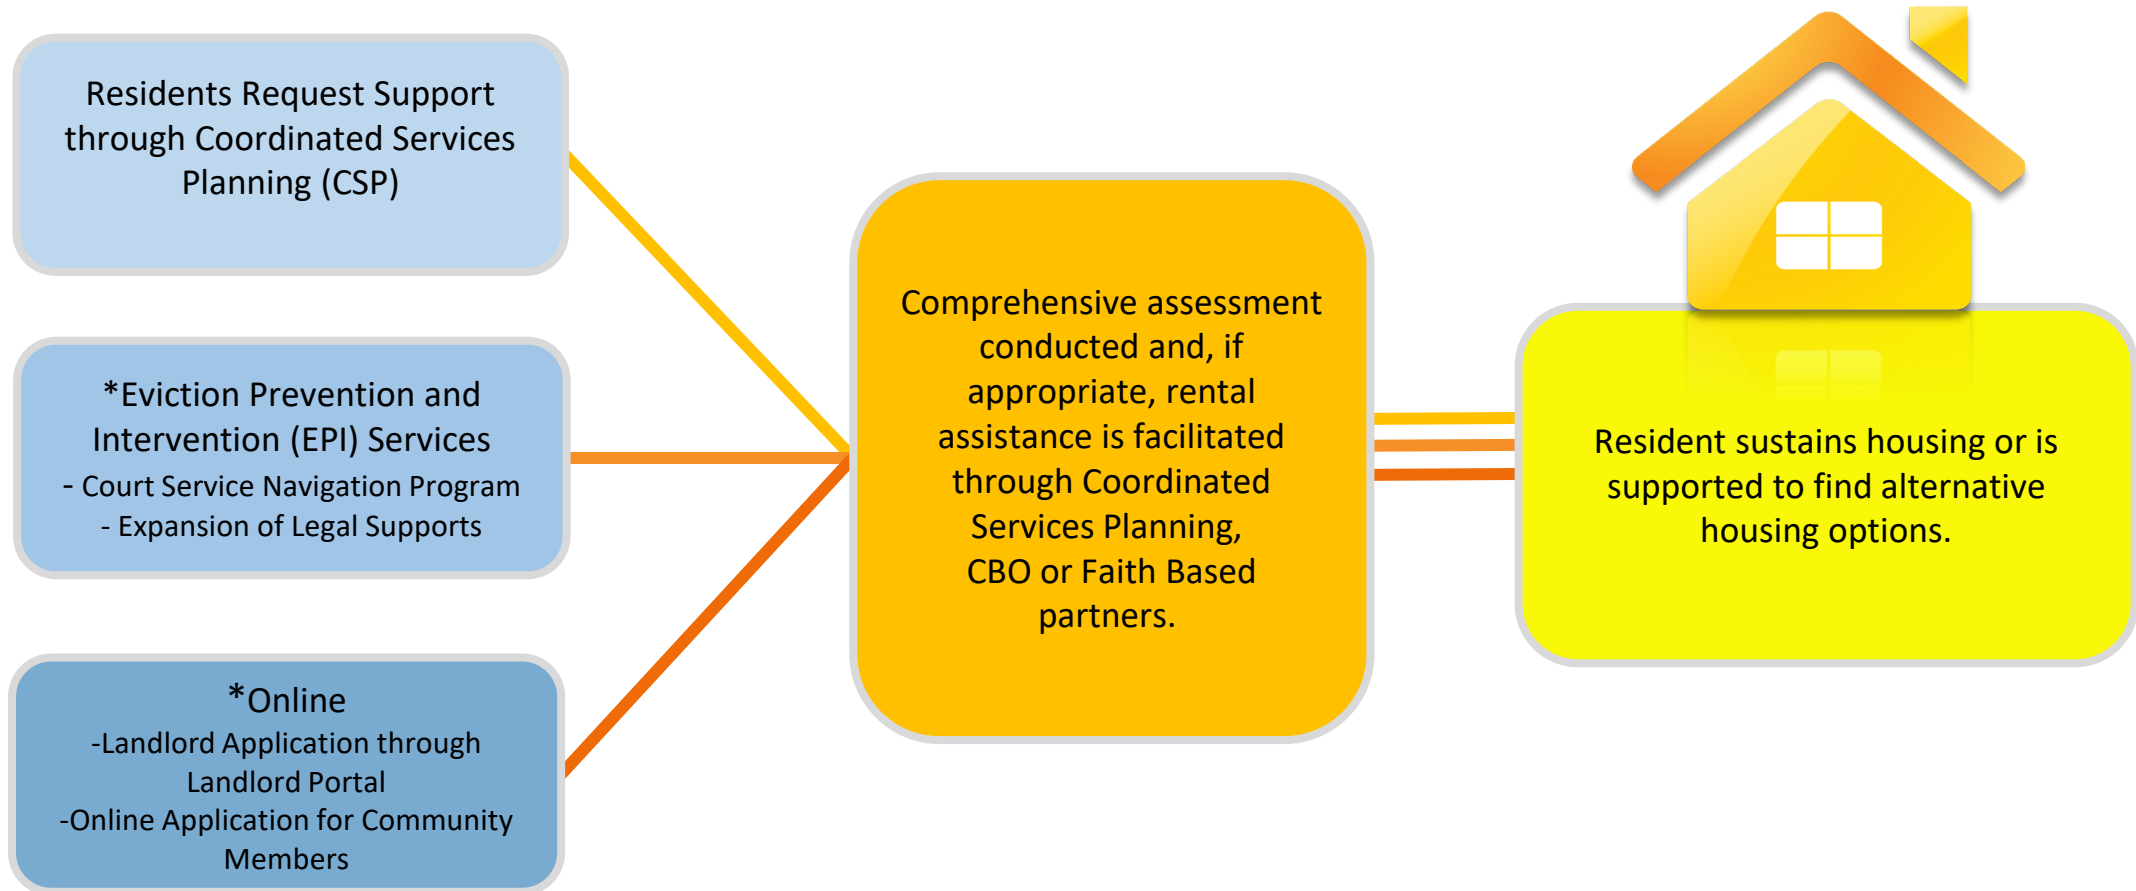 Residents Request Support
through Coordinated Services
Planning (CSP)
*Eviction Prevention and
Intervention (EPI) Services
- Court Service Navigation Program
- Expansion of Legal Supports
*Online
-Landlord Application through
Landlord Portal
-Online Application for Community
Members
Comprehensive assessment
conducted and, if
appropriate, rental
assistance is facilitated
through Coordinated
Services Planning,
CBO or Faith Based
partners.
Resident sustains housing or is
supported to find alternative
housing options.